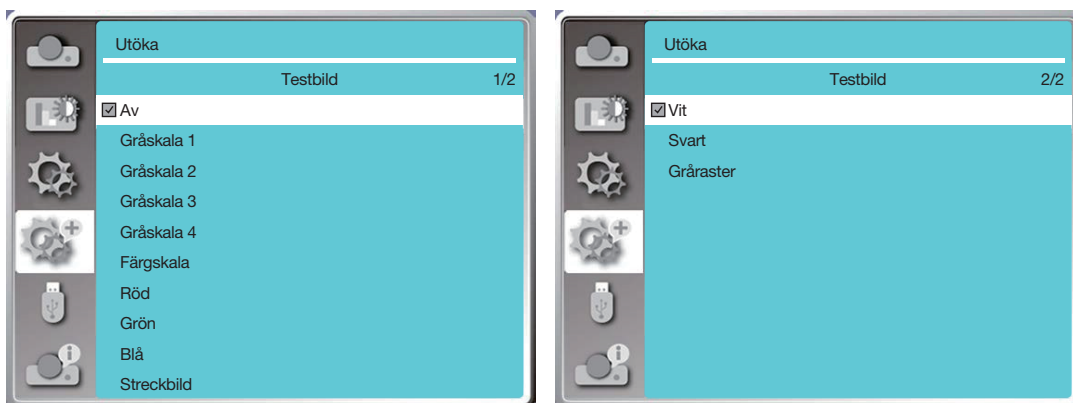 Utöka
Testbild 1/2
Av
Gråskala 1
Gråskala 2
Gråskala 3
Gråskala 4
Färgskala
Röd
Grön
Blå
Streckbild
Utöka
Testbild 2/2
Vit
Svart
Gråraster